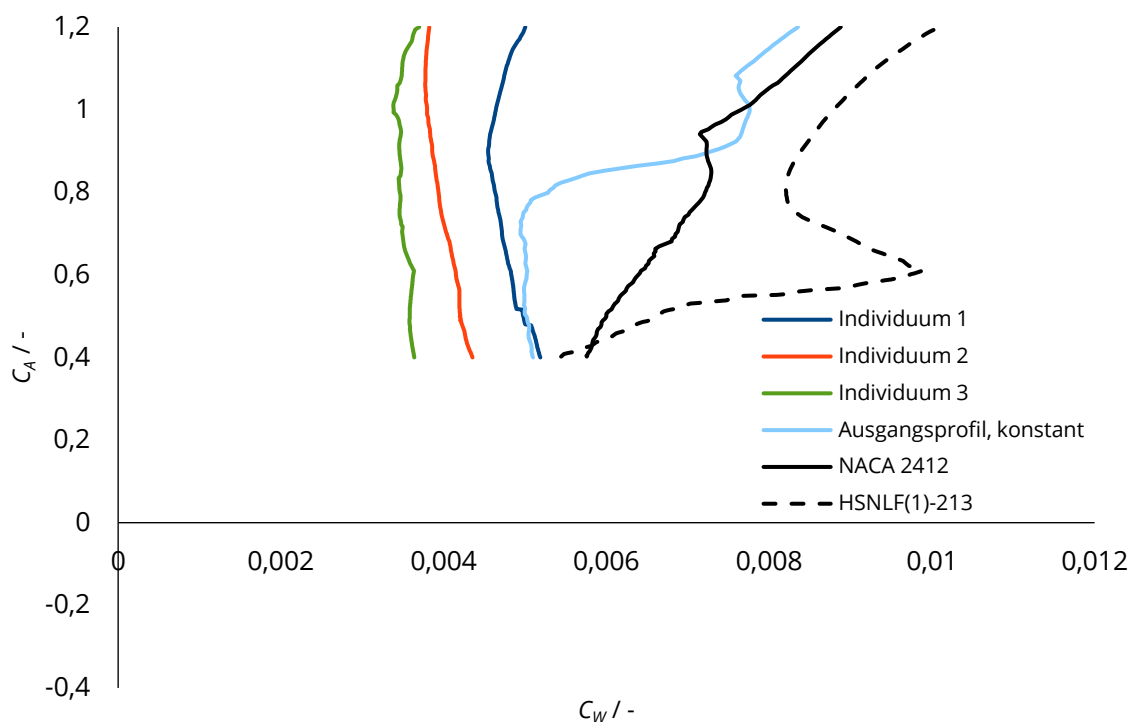 1,2
1
0,8
0,6
0,4
0,2
0
-0,2
-0,4
C_A / -
0
0,002
0,004
0,006
0,008
0,01
0,012
C_W / -
Individuum 1
Individuum 2
Individuum 3
Ausgangsprofil, konstant
NACA 2412
HSNLF(1)-213